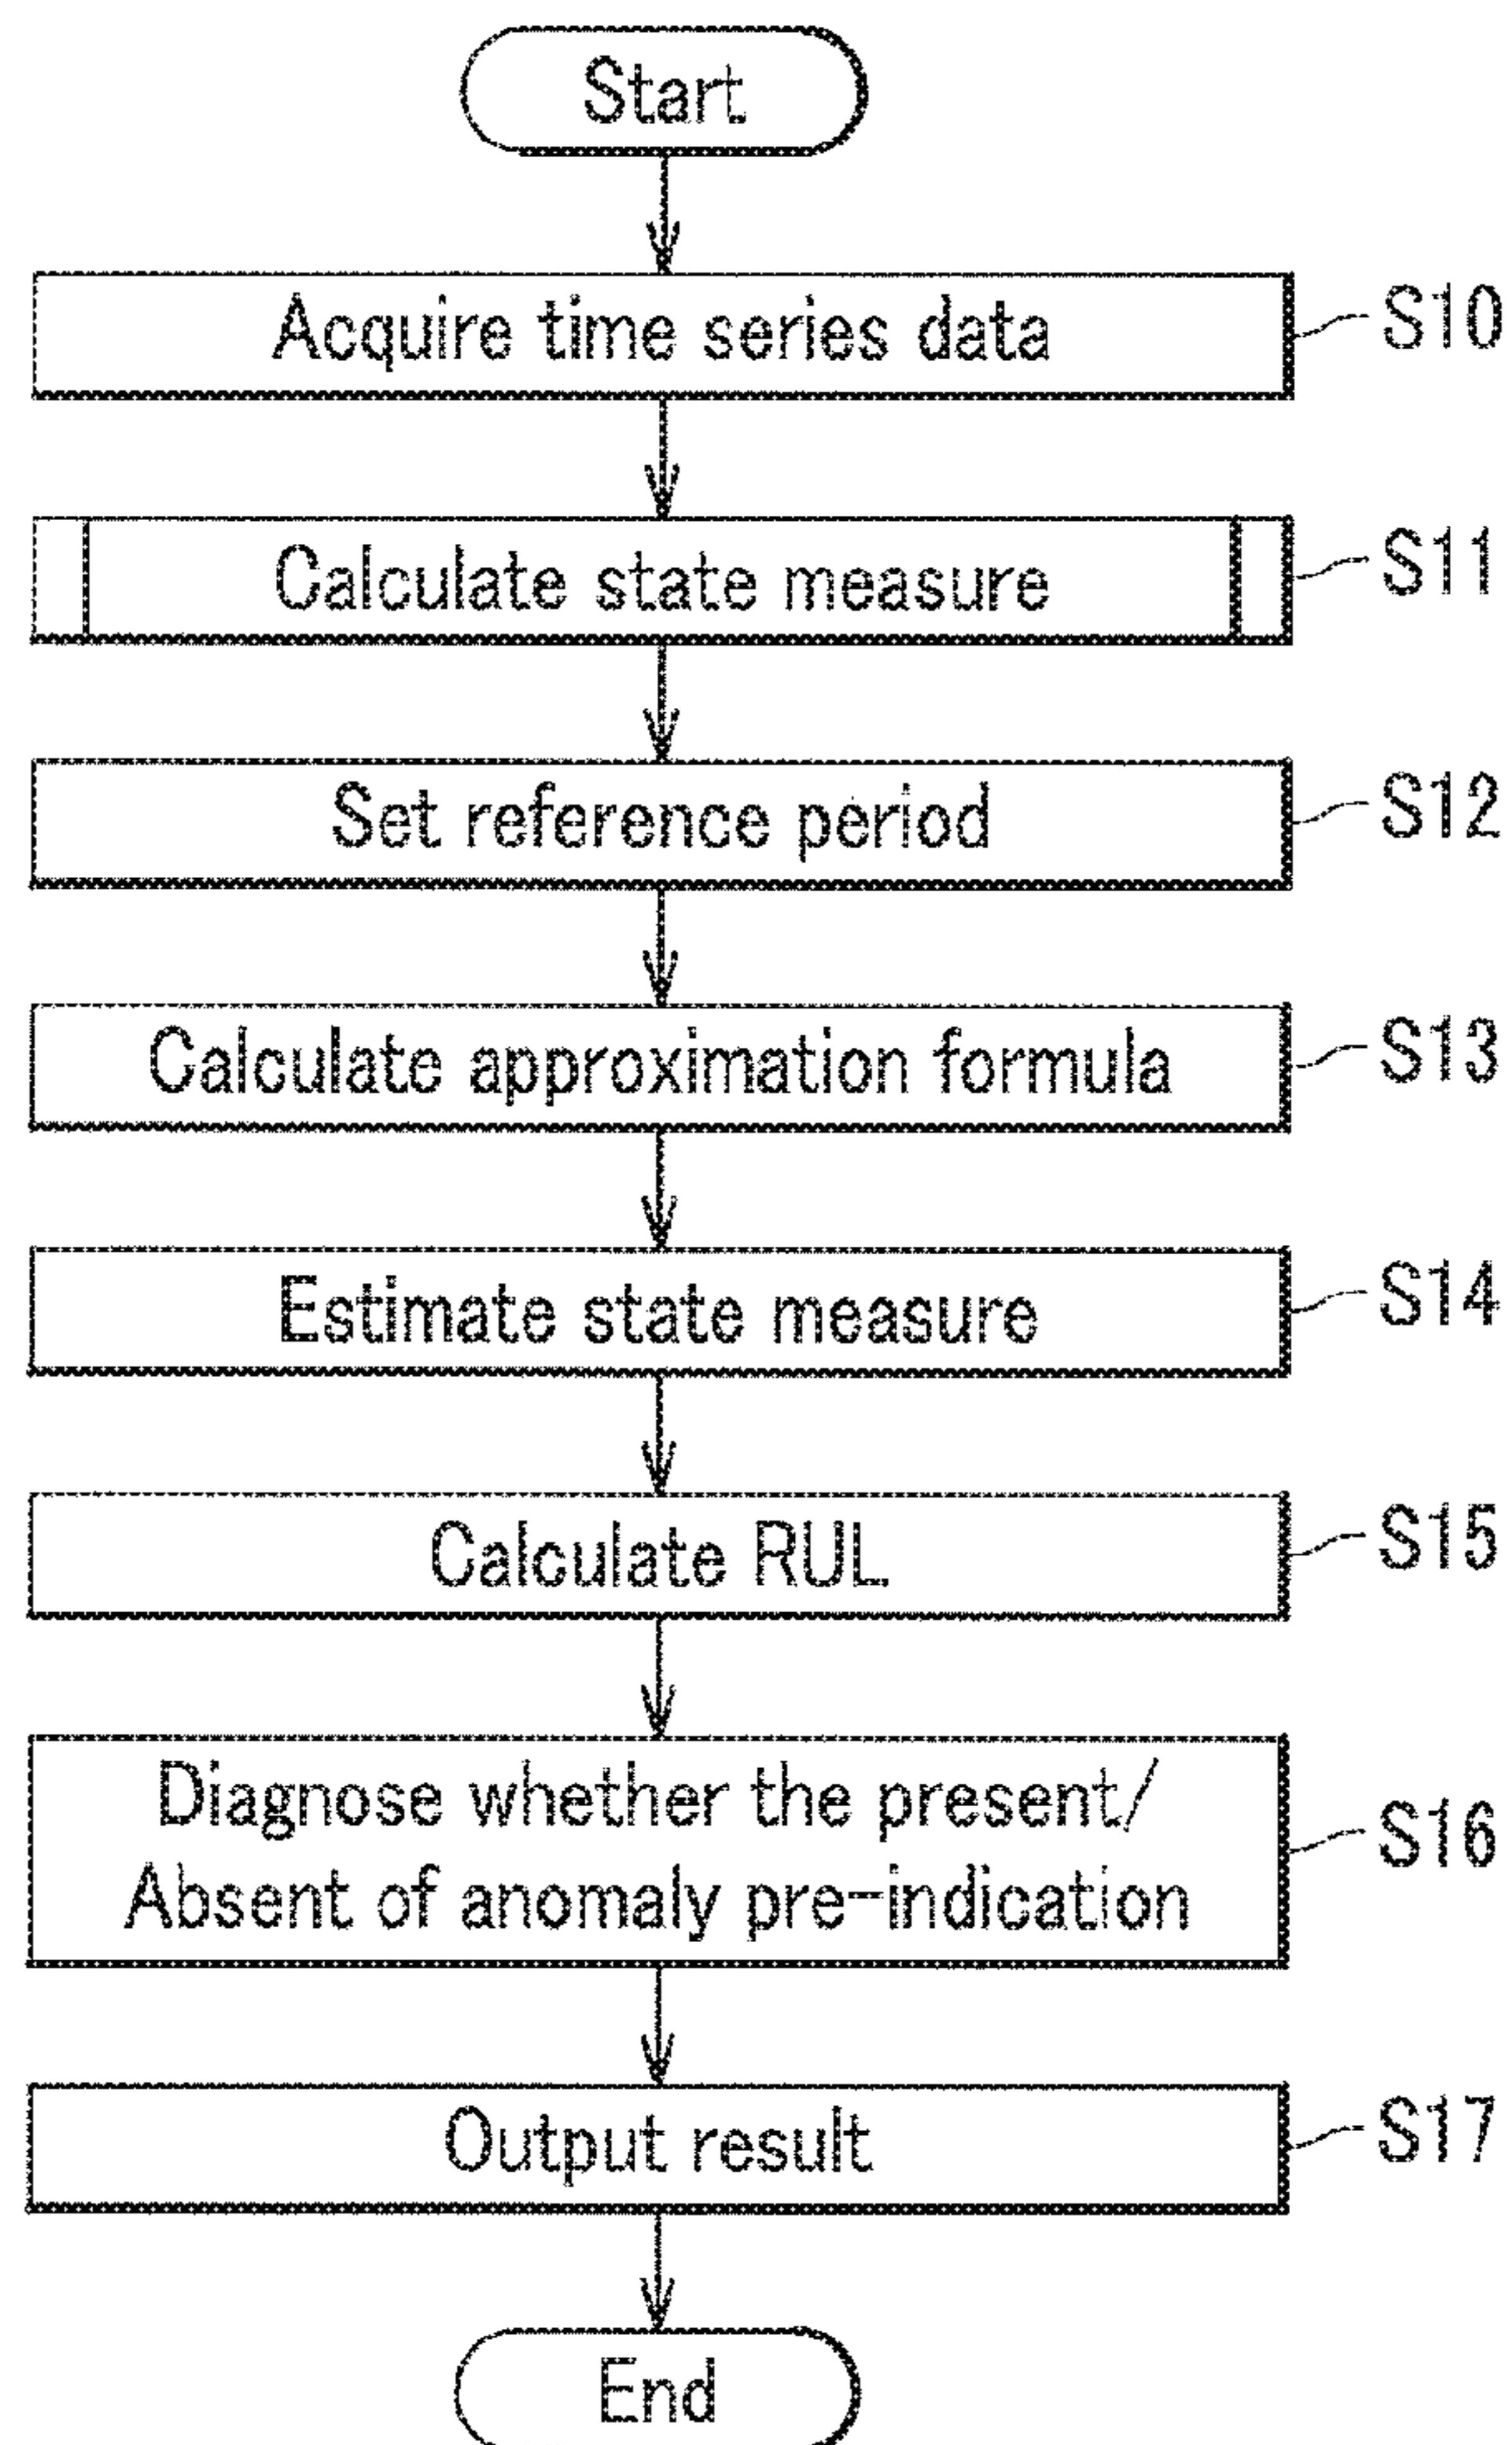 Start
Acquire time series data
S10
Calculate state measure
S11
Set reference period
S12
Calculate approximation formula
S13
Estimate state measure
S14
Calculate RUL
S15
Diagnose whether the present/
Absent of anomaly pre-indication
S16
Output result
S17
End